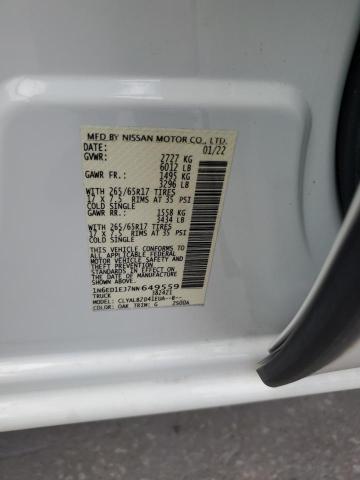 MFD BY NISSAN MOTOR CO., LTD.
DATE: 01/22
GVWR: 2727 KG
6012 LB
GAWR FR.: 1495 KG
3296 LB
WITH 265/65R17 TIRES
17 X 7.5 RIMS AT 35 PSI
COLD SINGLE
GAWR RR.: 1558 KG
3434 LB
WITH 265/65R17 TIRES
17 X 7.5 RIMS AT 35 PSI
COLD SINGLE
THIS VEHICLE CONFORMS TO
ALL APPLICABLE FEDERAL
MOTOR VEHICLE SAFETY
STANDARDS IN EFFECT ON
THE DATE OF MANUFACTURE
SHOWN ABOVE.
1N6ED1EJ7NN649559
TRUCK 182421
MODEL: CLYALBZD41EUA--B--
COLOR: QAK TRIM: G 2500A